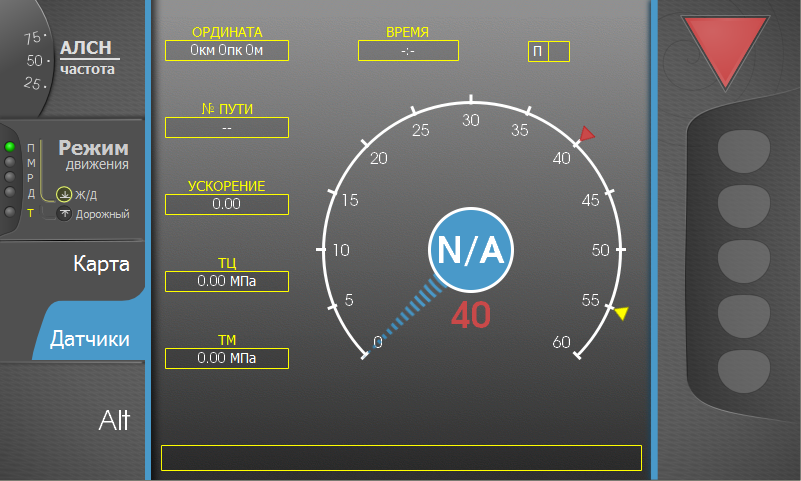 75
50
25
АЛСН
частота
П
М
Р
Д
Т
Режим
движения
Ж/Д
Дорожный
Карта
Датчики
Alt
ОРДИНАТА
0км 0пк 0м
№ ПУТИ
--
УСКОРЕНИЕ
0.00
ТЦ
0.00 МПа
ТМ
0.00 МПа
ВРЕМЯ
-:-
П
0
5
10
15
20
25
30
35
40
45
50
55
60
N/A
40